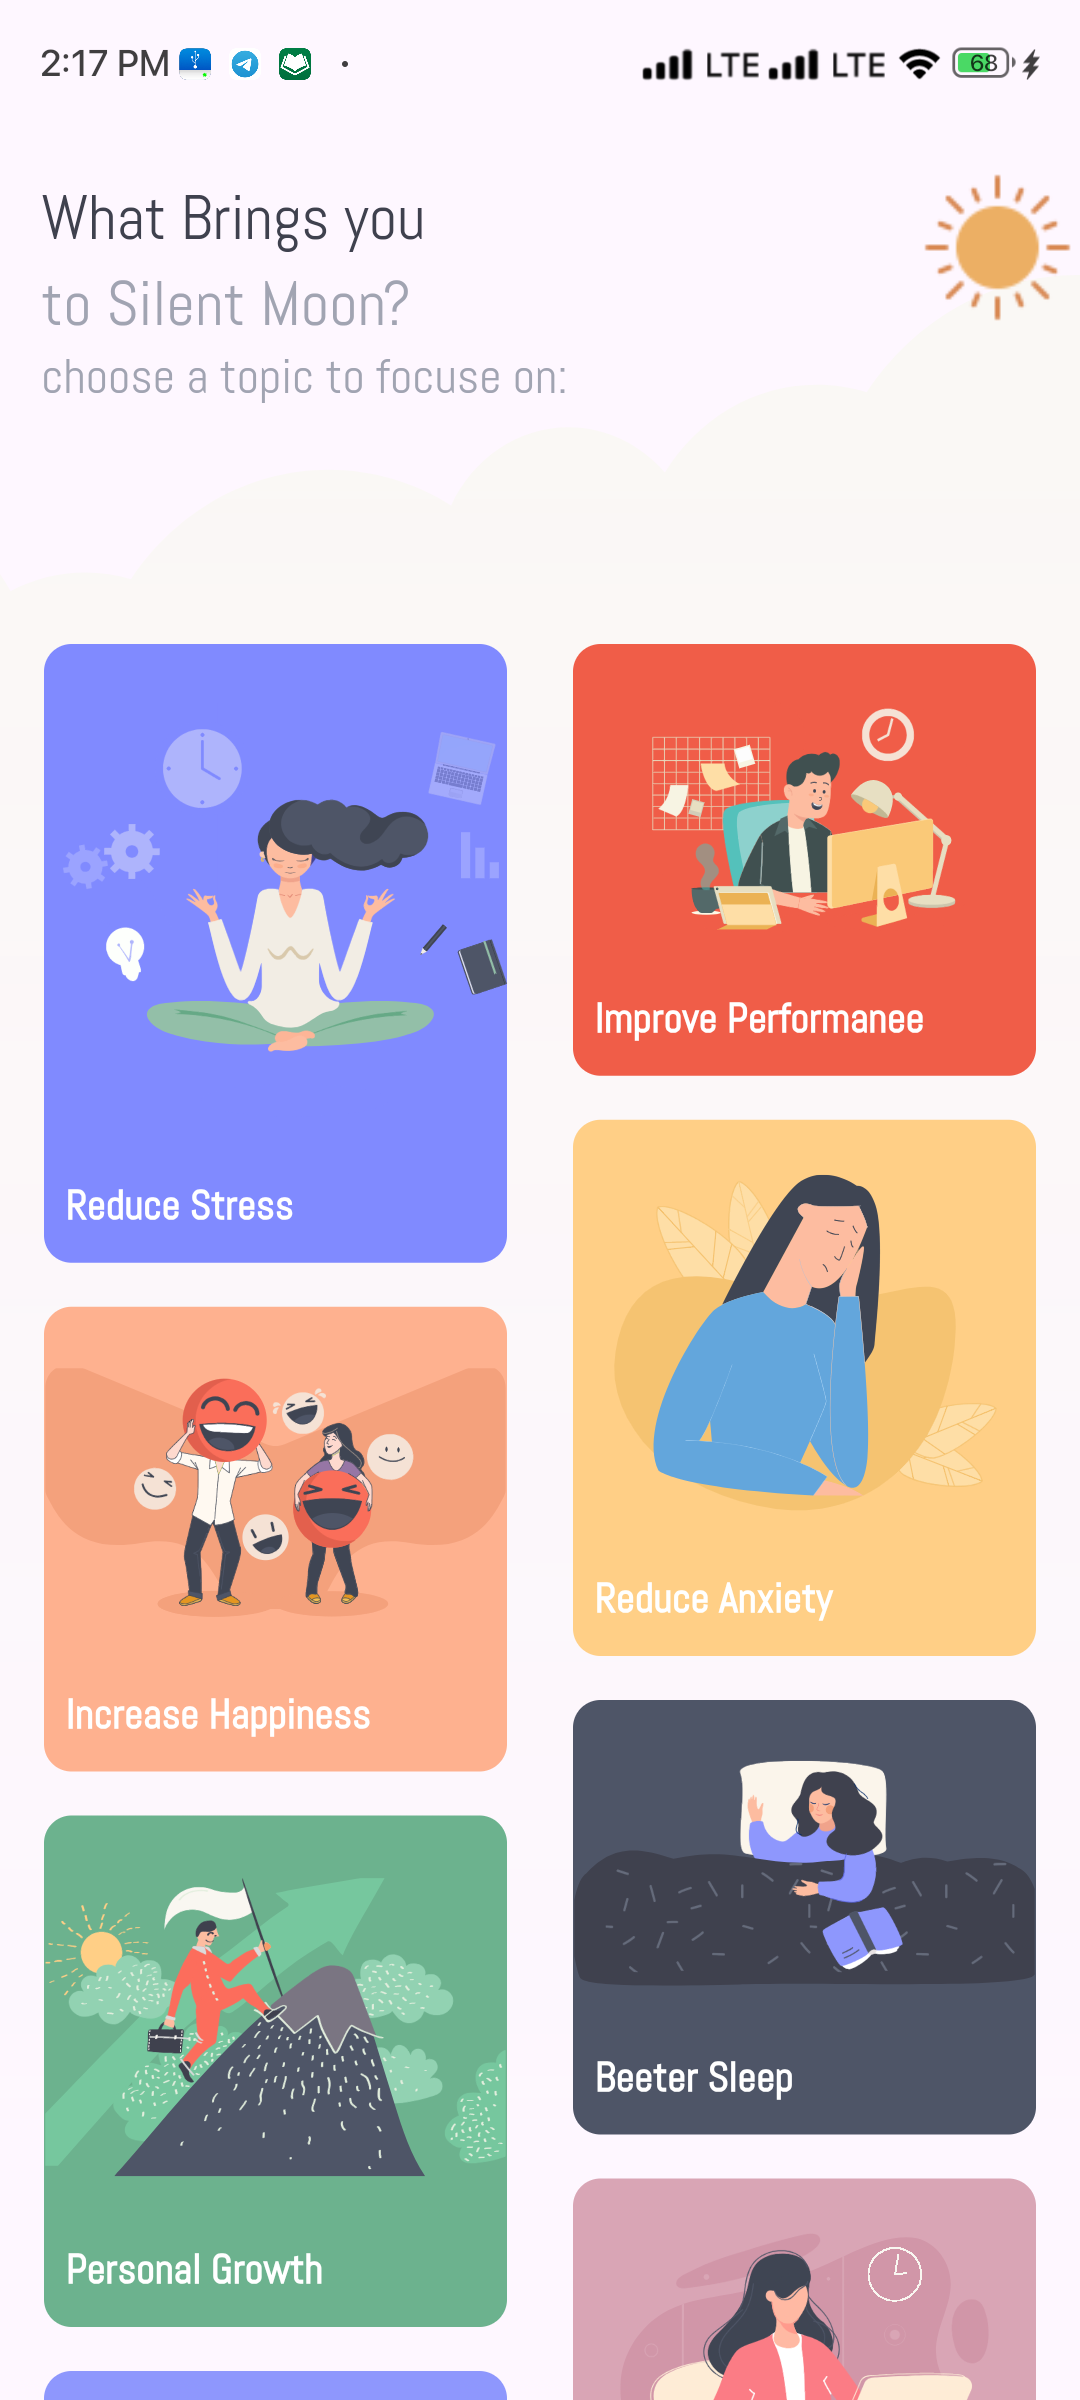 2:17 PM LTE LTE 68
What Brings you
to Silent Moon?
choose a topic to focuse on:
Reduce Stress
Improve Performanee
Increase Happiness
Reduce Anxiety
Personal Growth
Beeter Sleep